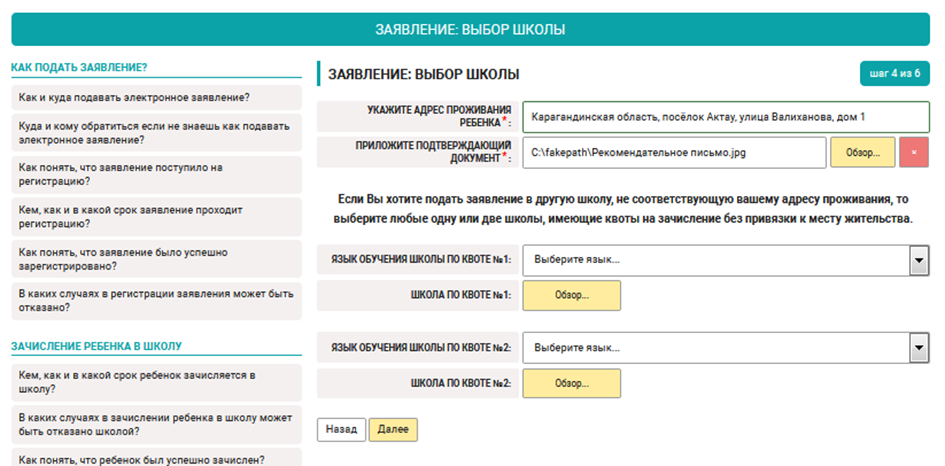 ЗАЯВЛЕНИЕ: ВЫБОР ШКОЛЫ
КАК ПОДАТЬ ЗАЯВЛЕНИЕ?
Как и куда подавать электронное заявление?
Куда и кому обратиться если не знаешь как подавать
электронное заявление?
Как понять, что заявление поступило на
регистрацию?
Кем, как и в какой срок заявление проходит
регистрацию?
Как понять, что заявление было успешно
зарегистрировано?
В каких случаях в регистрации заявления может быть
отказано?
ЗАЧИСЛЕНИЕ РЕБЕНКА В ШКОЛУ
Кем, как и в какой срок ребенок зачисляется в
школу?
В каких случаях в зачислении ребенка в школу может
быть отказано школой?
Как понять, что ребенок был успешно зачислен?
ЗАЯВЛЕНИЕ: ВЫБОР ШКОЛЫ
шаг 4 из 6
УКАЖИТЕ АДРЕС ПРОЖИВАНИЯ
РЕБЕНКА*:
Карагандинская область, посёлок Актау, улица Валиханова, дом 1
ПРИЛОЖИТЕ ПОДТВЕРЖДАЮЩИЙ
ДОКУМЕНТ*:
C:\fakepath\Рекомендательное письмо.jpg
Обзор...
×
Если Вы хотите подать заявление в другую школу, не соответствующую вашему адресу проживания, то
выберите любые одну или две школы, имеющие квоты на зачисление без привязки к месту жительства.
ЯЗЫК ОБУЧЕНИЯ ШКОЛЫ ПО КВОТЕ №1:
Выберите язык...
ШКОЛА ПО КВОТЕ №1:
Обзор...
ЯЗЫК ОБУЧЕНИЯ ШКОЛЫ ПО КВОТЕ №2:
Выберите язык...
ШКОЛА ПО КВОТЕ №2:
Обзор...
Назад
Далее